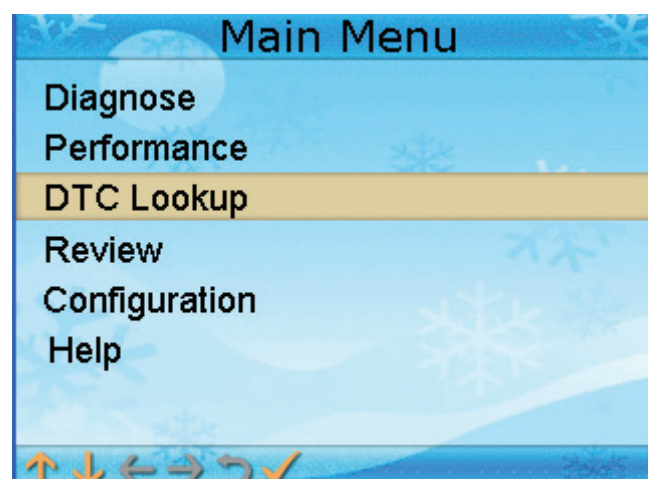 Main Menu
Diagnose
Performance
DTC Lookup
Review
Configuration
Help